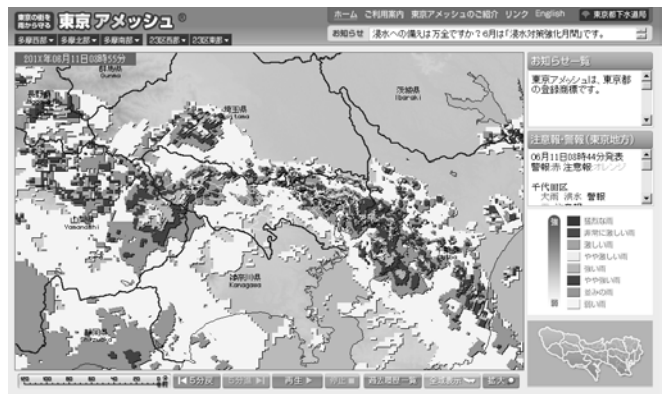 東京の街を
雨から守る
東京アメッシュ®
ホーム ご利用案内 東京アメッシュのご紹介 リンク English
東京都下水道局
多摩西部▼ 多摩北部▼ 多摩南部▼ 23区西部▼ 23区東部▼
お知らせ 浸水への備えは万全ですか？6月は「浸水対策強化月間」です。
201X年06月11日08時55分
お知らせ一覧
東京アメッシュは、東京都
の登録商標です。
注意報・警報(東京地方)
06月11日08時44分発表
警報:赤 注意報:オレンジ
千代田区
大雨 洪水 警報
強
猛烈な雨
非常に激しい雨
激しい雨
やや激しい雨
強い雨
やや強い雨
並みの雨
弱い雨
弱
群馬県
Gunma
長野県
埼玉県
茨城県
Ibaraki
Yamanashi
神奈川県
Kanagawa
再生 ▶
停止 ■
過去履歴一覧
全域表示
拡大